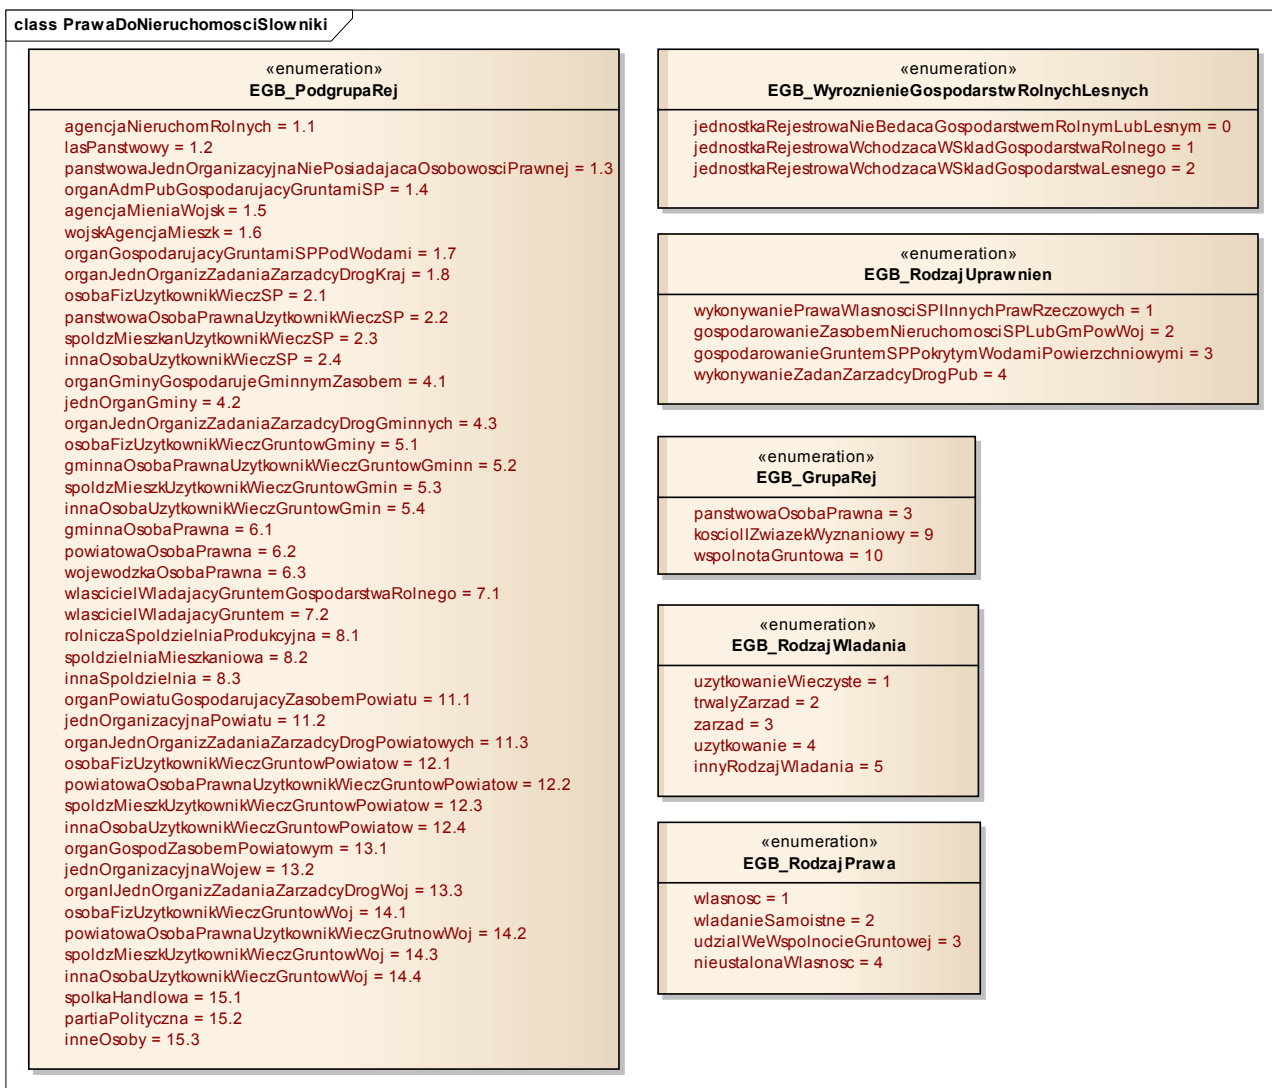 class PrawaDoNieruchomosciSlowniki
«enumeration»
EGB_PodgrupaRej
agencjaNieruchomRolnych = 1.1
lasPanstwowy = 1.2
panstwowaJednOrganizacyjnaNiePosiadajacaOsobowosciPrawnej = 1.3
organAdmPubGospodarujacyGruntamiSP = 1.4
agencjaMieniaWojsk = 1.5
wojskAgencjaMieszk = 1.6
organGospodarujacyGruntamiSPPodWodami = 1.7
organJednOrganizZadaniaZarzadcyDrogKraj = 1.8
osobaFizUzytkownikWieczSP = 2.1
panstwowaOsobaPrawnaUzytkownikWieczSP = 2.2
spoldzMieszkanUzytkownikWieczSP = 2.3
innaOsobaUzytkownikWieczSP = 2.4
organGminyGospodarujeGminnymZasobem = 4.1
jednOrganGminy = 4.2
organJednOrganizZadaniaZarzadcyDrogGminnych = 4.3
osobaFizUzytkownikWieczGruntowGminy = 5.1
gminnaOsobaPrawnaUzytkownikWieczGruntowGminn = 5.2
spoldzMieszkUzytkownikWieczGruntowGmin = 5.3
innaOsobaUzytkownikWieczGruntowGmin = 5.4
gminnaOsobaPrawna = 6.1
powiatowaOsobaPrawna = 6.2
wojewodzkaOsobaPrawna = 6.3
wlascicielWladajacyGruntemGospodarstwaRolnego = 7.1
wlascicielWladajacyGruntem = 7.2
rolniczaSpoldzielniaProdukcyjna = 8.1
spoldzielniaMieszkaniowa = 8.2
innaSpoldzielnia = 8.3
organPowiatuGospodarujacyZasobemPowiatu = 11.1
jednOrganizacyjnaPowiatu = 11.2
organJednOrganizZadaniaZarzadcyDrogPowiatowych = 11.3
osobaFizUzytkownikWieczGruntowPowiatow = 12.1
powiatowaOsobaPrawnaUzytkownikWieczGruntowPowiatow = 12.2
spoldzMieszkUzytkownikWieczGruntowPowiatow = 12.3
innaOsobaUzytkownikWieczGruntowPowiatow = 12.4
organGospodZasobemPowiatowym = 13.1
jednOrganizacyjnaWojew = 13.2
organIJednOrganizZadaniaZarzadcyDrogWoj = 13.3
osobaFizUzytkownikWieczGruntowWoj = 14.1
powiatowaOsobaPrawnaUzytkownikWieczGrutnowWoj = 14.2
spoldzMieszkUzytkownikWieczGruntowWoj = 14.3
innaOsobaUzytkownikWieczGruntowWoj = 14.4
spolkaHandlowa = 15.1
partiaPolityczna = 15.2
inneOsoby = 15.3
«enumeration»
EGB_WyroznienieGospodarstwRolnychLesnych
jednostkaRejestrowaNieBedacaGospodarstwemRolnymLubLesnym = 0
jednostkaRejestrowaWchodzacaWSkladGospodarstwaRolnego = 1
jednostkaRejestrowaWchodzacaWSkladGospodarstwaLesnego = 2
«enumeration»
EGB_RodzajUprawnien
wykonywaniePrawaWlasnosciSPIInnychPrawRzeczowych = 1
gospodarowanieZasobemNieruchomosciSPLubGmPowWoj = 2
gospodarowanieGruntemSPPokrytymWodamiPowierzchniowymi = 3
wykonywanieZadanZarzadcyDrogPub = 4
«enumeration»
EGB_GrupaRej
panstwowaOsobaPrawna = 3
kosciolIZwiazekWyznaniowy = 9
wspolnotaGruntowa = 10
«enumeration»
EGB_RodzajWladania
uzytkowanieWieczyste = 1
trwalyZarzad = 2
zarzad = 3
uzytkowanie = 4
innyRodzajWladania = 5
«enumeration»
EGB_RodzajPrawa
wlasnosc = 1
wladanieSamoistne = 2
udzialWeWspolnocieGruntowej = 3
nieustalonaWlasnosc = 4